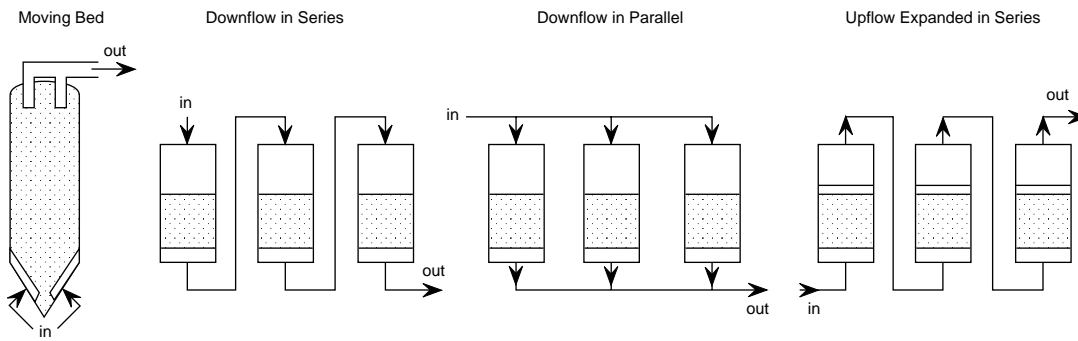 Moving Bed
Downflow in Series
Downflow in Parallel
Upflow Expanded in Series
out
in
in
out
in
out
out
in
in